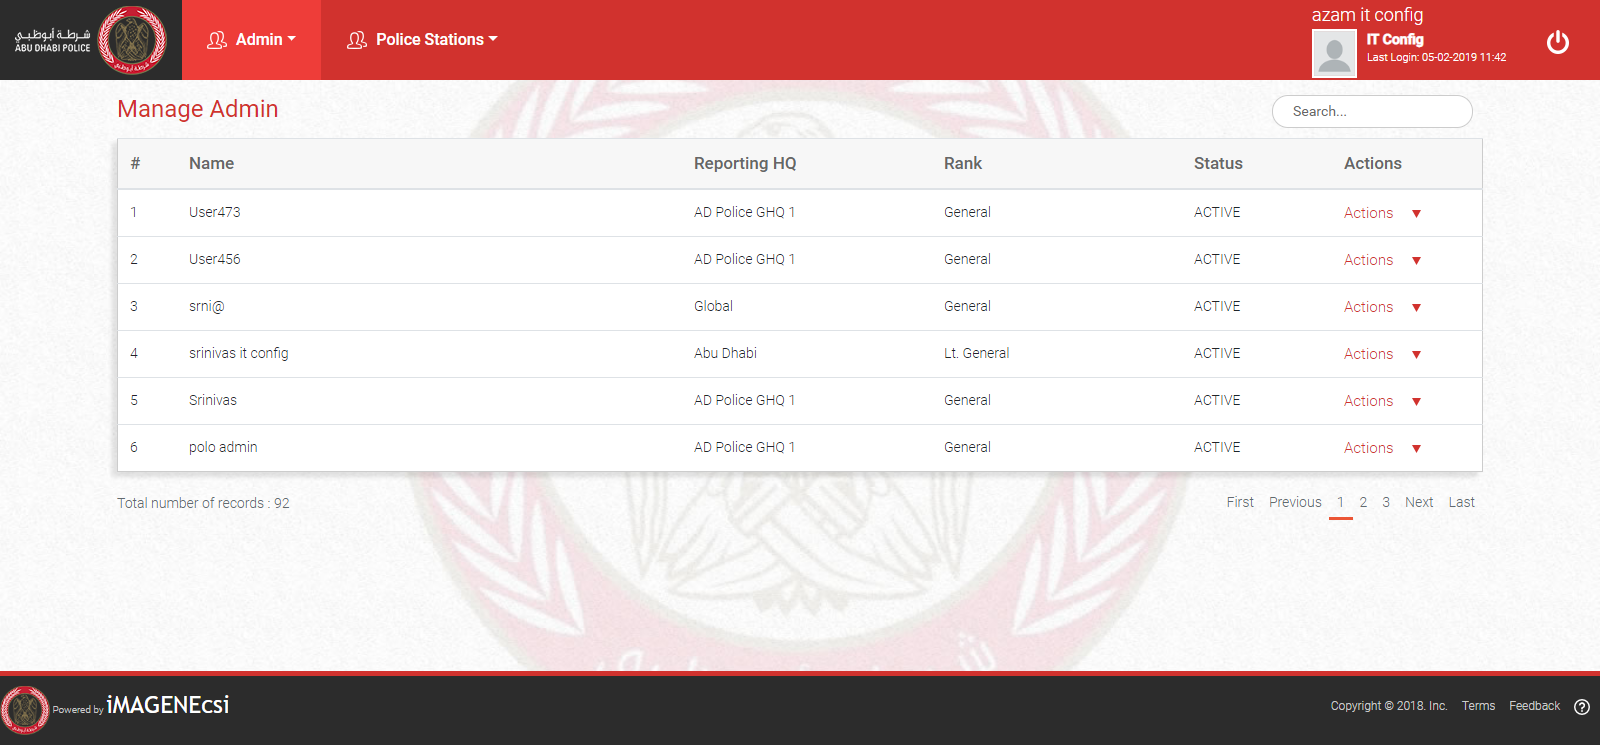 شرطة أبوظبي
ABU DHABI POLICE
Admin
Police Stations
azam it config
IT Config
Last Login: 05-02-2019 11:42
Manage Admin
Search...
# Name Reporting HQ Rank Status Actions
1 User473 AD Police GHQ 1 General ACTIVE Actions
2 User456 AD Police GHQ 1 General ACTIVE Actions
3 srni@ Global General ACTIVE Actions
4 srinivas it config Abu Dhabi Lt. General ACTIVE Actions
5 Srinivas AD Police GHQ 1 General ACTIVE Actions
6 polo admin AD Police GHQ 1 General ACTIVE Actions
Total number of records : 92
First Previous 1 2 3 Next Last
Powered by iMAGENEcsi
Copyright © 2018. Inc. Terms Feedback ?